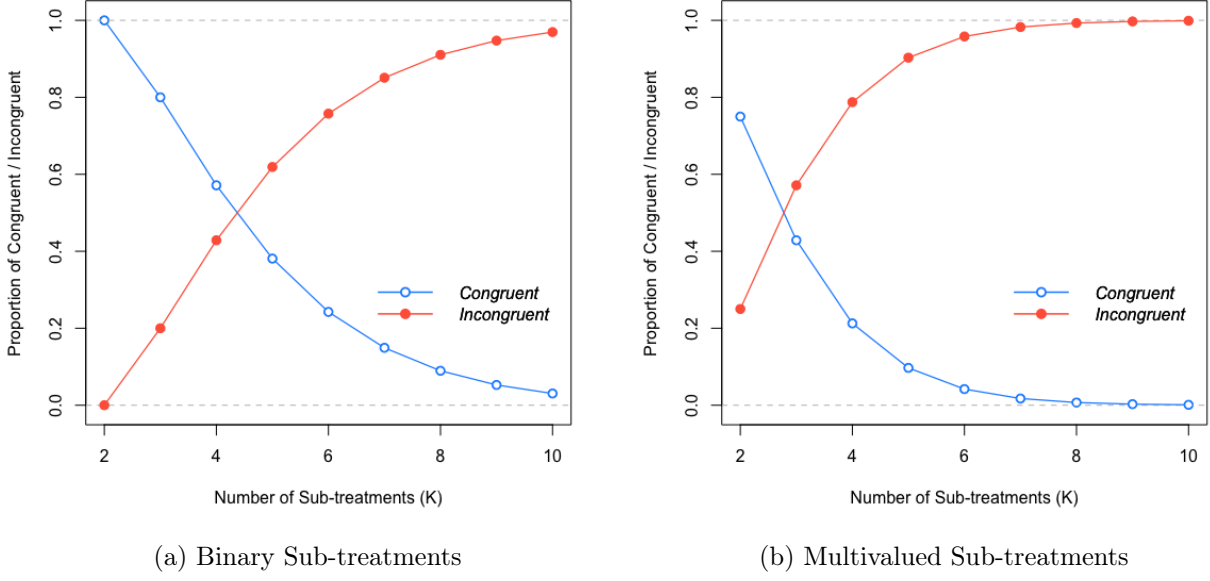 Proportion of Congruent / Incongruent
1.0
0.8
0.6
0.4
0.2
0.0
Congruent
Incongruent
2 4 6 8 10
Number of Sub-treatments (K)
(a) Binary Sub-treatments
Proportion of Congruent / Incongruent
1.0
0.8
0.6
0.4
0.2
0.0
Congruent
Incongruent
2 4 6 8 10
Number of Sub-treatments (K)
(b) Multivalued Sub-treatments